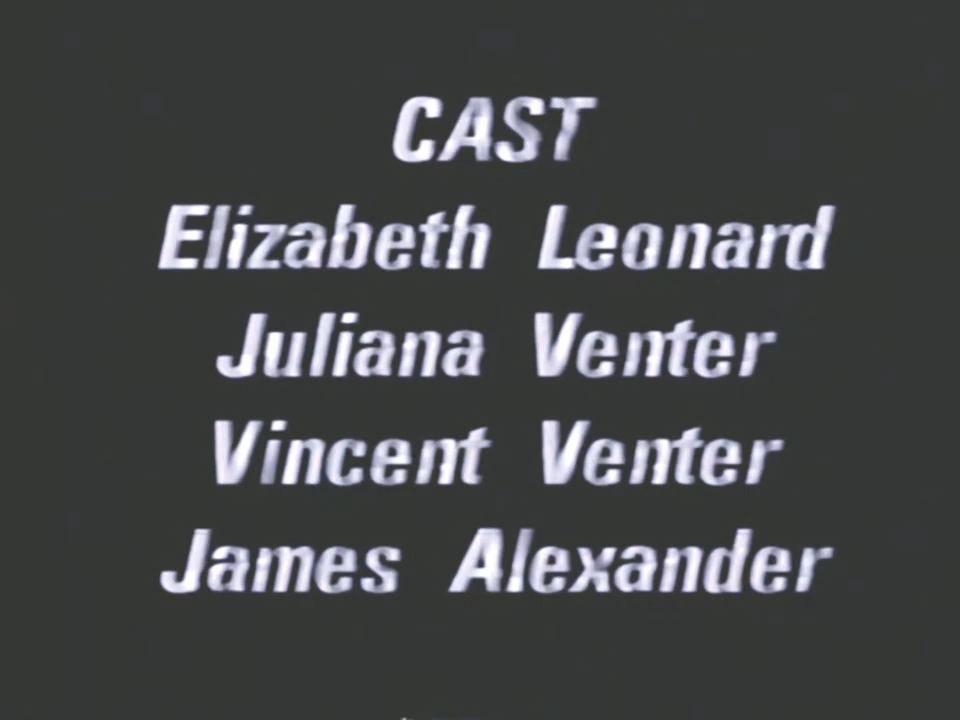 CAST
Elizabeth Leonard
Juliana Venter
Vincent Venter
James Alexander